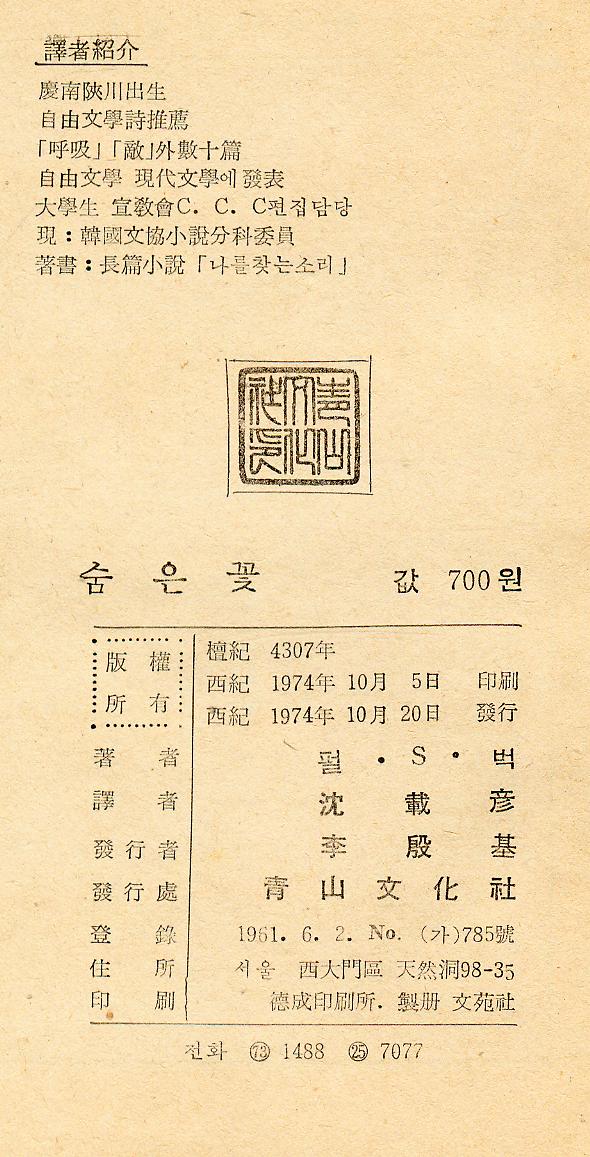 譯者紹介
慶南陜川出生
自由文學詩推薦
「呼吸」「敵」外數十篇
自由文學 現代文學에 發表
大學生 宣敎會C. C. C편집담당
現：韓國文協小說分科委員
著書：長篇小說「나를찾는소리」
靑山
文化
社
숨은꽃 값 700원
版權
所有
檀紀 4307年
西紀 1974年 10月 5日 印刷
西紀 1974年 10月 20日 發行
著者 펄·S·벅
譯者 沈載彦
發行者 李殷基
發行處 靑山文化社
登錄 1961. 6. 2. No. (가)785號
住所 서울 西大門區 天然洞98-35
印刷 德成印刷所. 製册 文苑社
전화 ㉓ 1488 ㉕ 7077